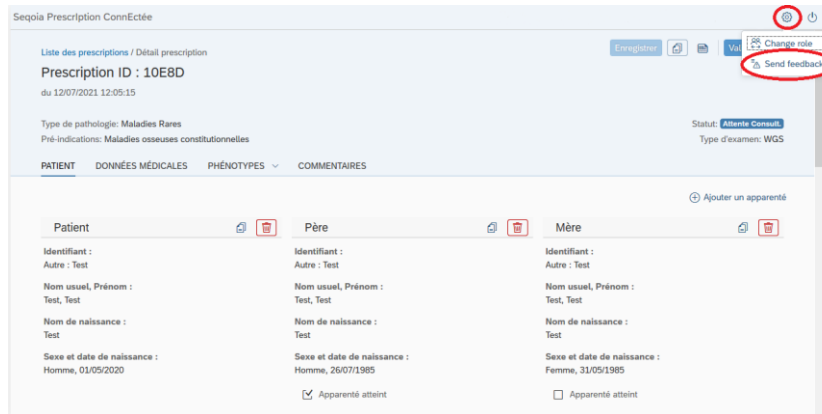 Seqoia PrescrIption ConnEctée
Liste des prescriptions / Détail prescription
Enregistrer
Change role
Prescription ID : 10E8D
Send feedback
du 12/07/2021 12:05:15
Type de pathologie: Maladies Rares
Statut: Attente Consult.
Pré-indications: Maladies osseuses constitutionnelles
Type d'examen: WGS
PATIENT DONNÉES MÉDICALES PHÉNOTYPES COMMENTAIRES
Ajouter un apparenté
Patient Père Mère
Identifiant : Identifiant : Identifiant :
Autre : Test Autre : Test Autre : Test
Nom usuel, Prénom : Nom usuel, Prénom : Nom usuel, Prénom :
Test, Test Test, Test Test, Test
Nom de naissance : Nom de naissance : Nom de naissance :
Test Test Test
Sexe et date de naissance : Sexe et date de naissance : Sexe et date de naissance :
Homme, 01/05/2020 Homme, 26/07/1985 Femme, 31/05/1985
Apparenté atteint Apparenté atteint